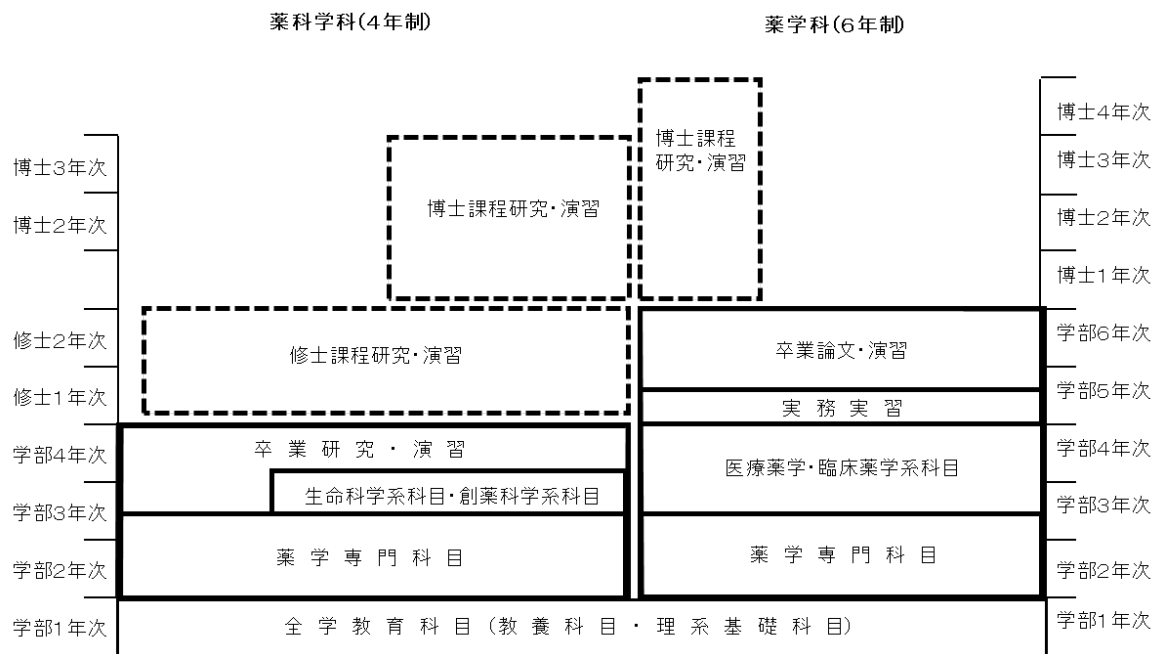 薬科学科(4年制)
薬学科(6年制)
博士4年次
博士課程
研究・演習
博士3年次
博士3年次
博士課程研究・演習
博士2年次
博士2年次
博士1年次
修士2年次
修士課程研究・演習
卒業論文・演習
学部6年次
修士1年次
実務実習
学部5年次
学部4年次
卒業研究・演習
医療薬学・臨床薬学系科目
学部4年次
生命科学系科目・創薬科学系科目
学部3年次
学部3年次
薬学専門科目
薬学専門科目
学部2年次
学部2年次
学部1年次
全学教育科目(教養科目・理系基礎科目)
学部1年次